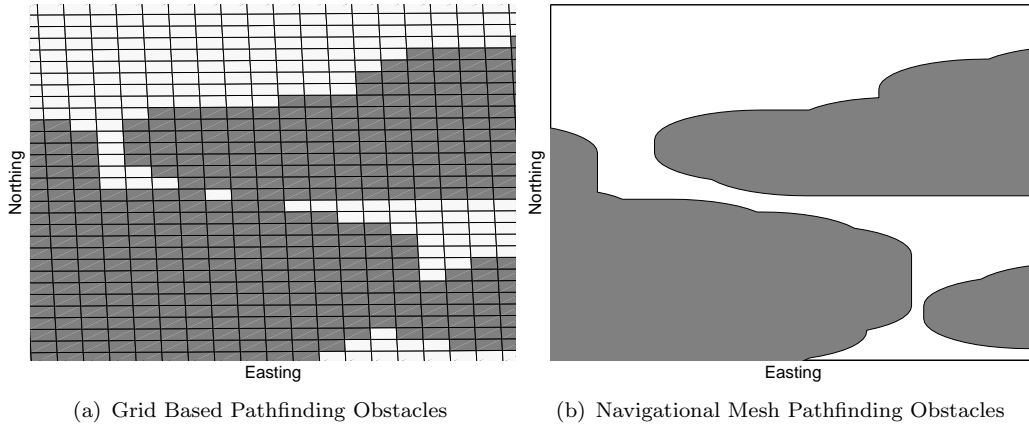 Northing
Easting
(a) Grid Based Pathfinding Obstacles
Northing
Easting
(b) Navigational Mesh Pathfinding Obstacles